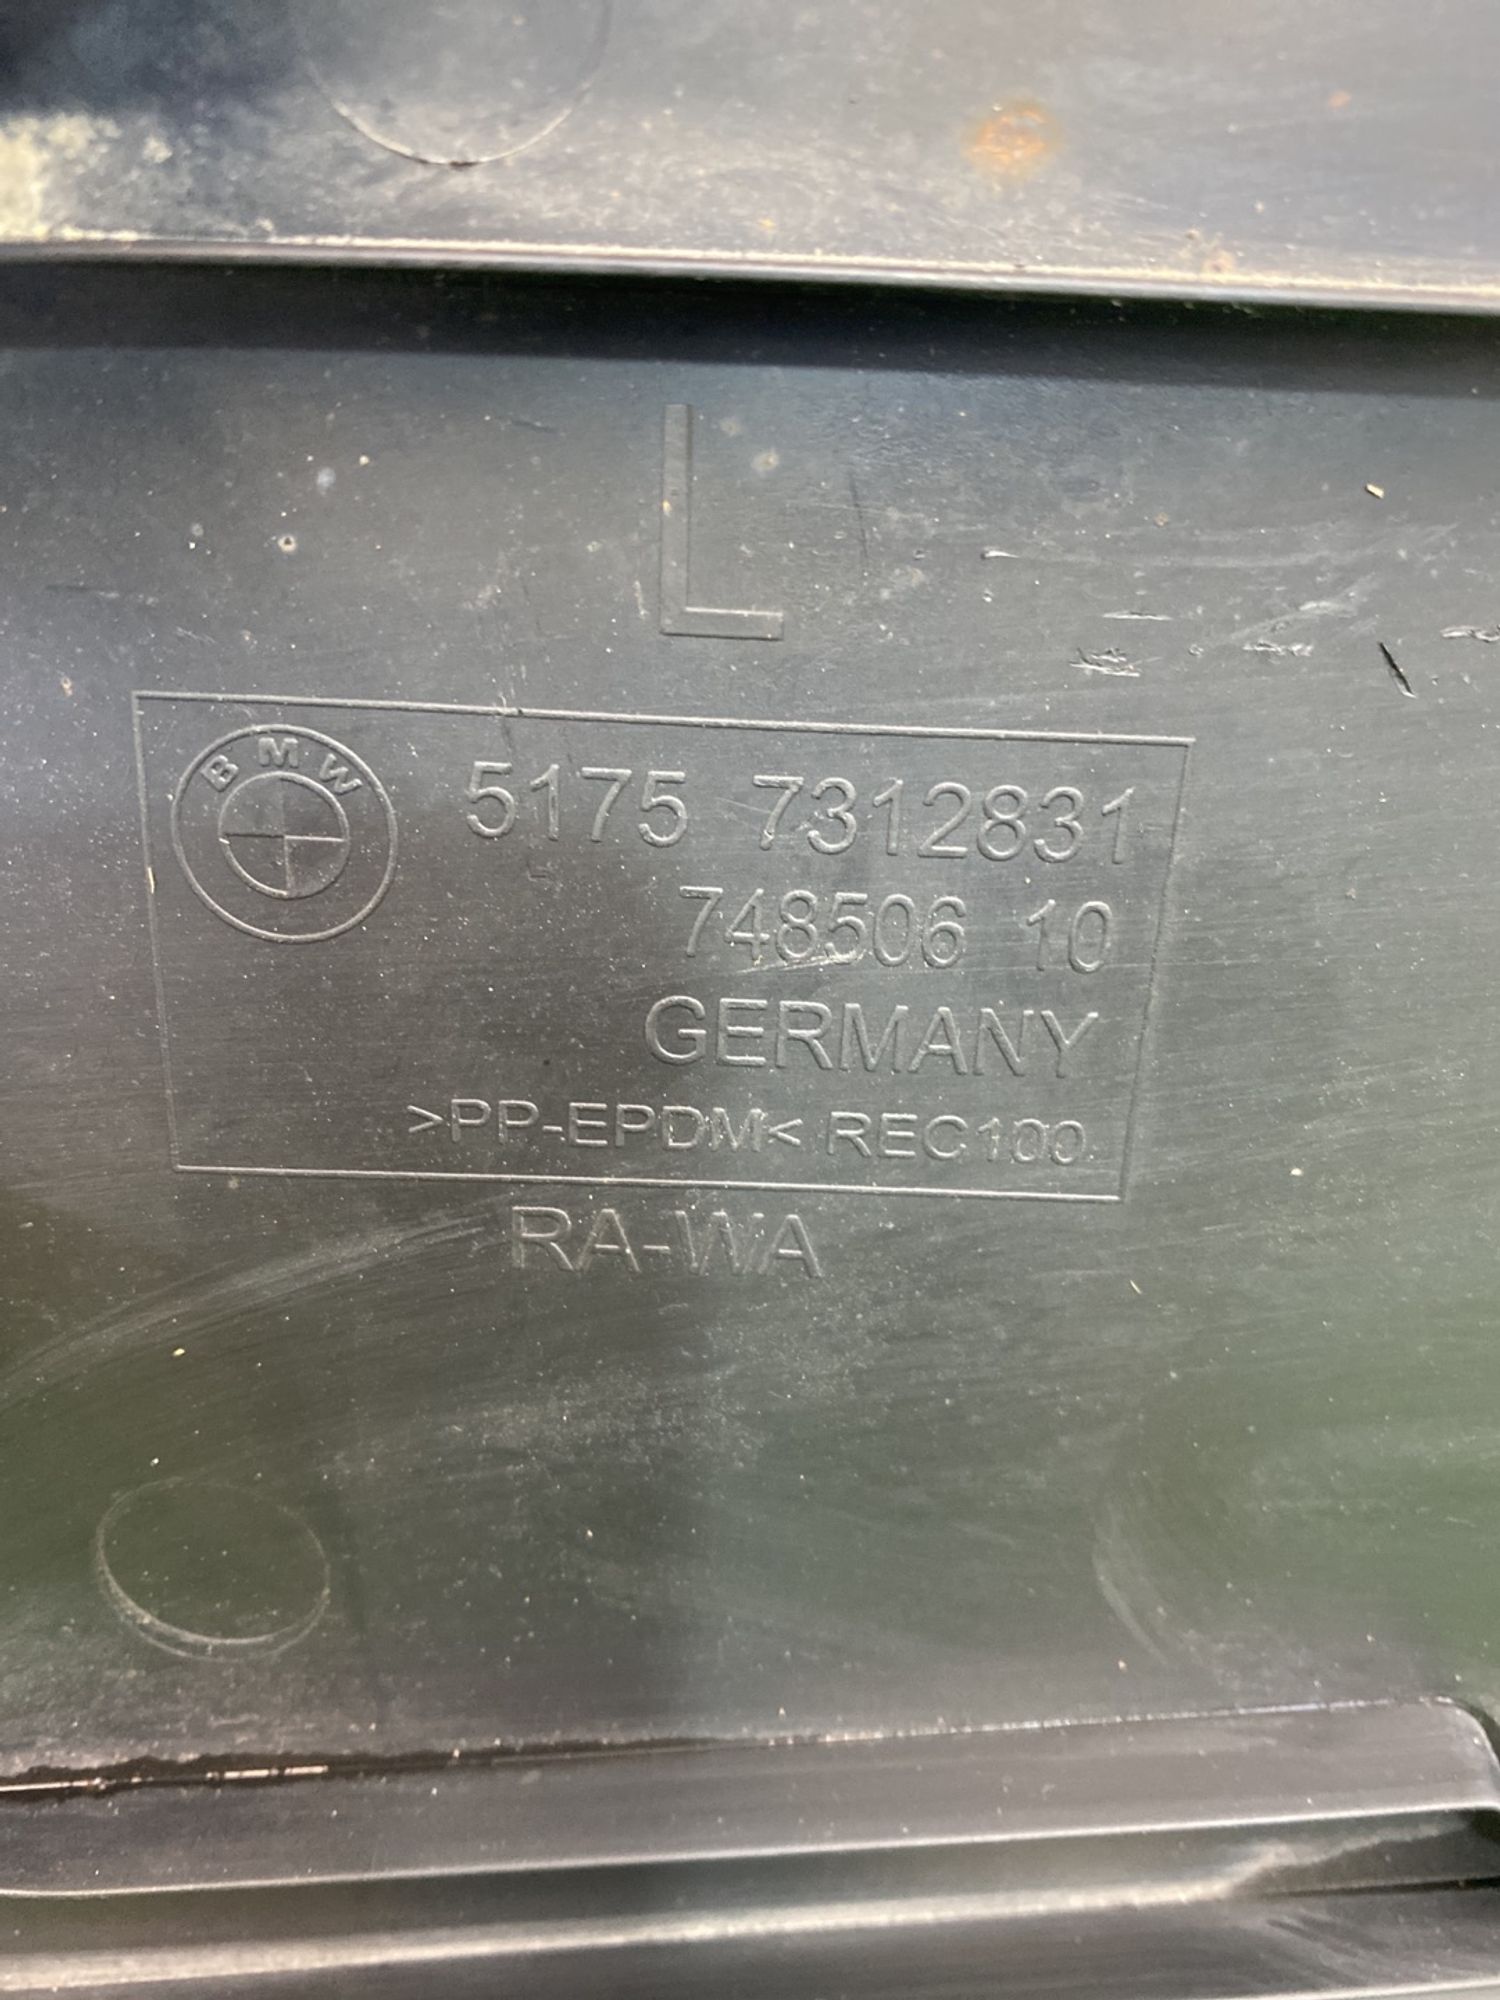 L
BMW
5175 7312831
748506 10
GERMANY
>PP-EPDM< REC100
RA-WA